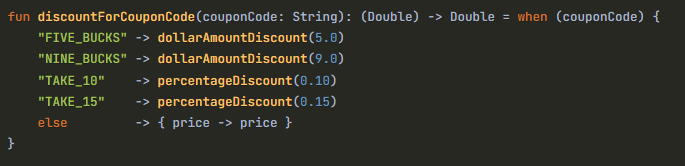 fun discountForCouponCode(couponCode: String): (Double) -> Double = when (couponCode) {
    "FIVE_BUCKS" -> dollarAmountDiscount(5.0)
    "NINE_BUCKS" -> dollarAmountDiscount(9.0)
    "TAKE_10"    -> percentageDiscount(0.10)
    "TAKE_15"    -> percentageDiscount(0.15)
    else         -> { price -> price }
}